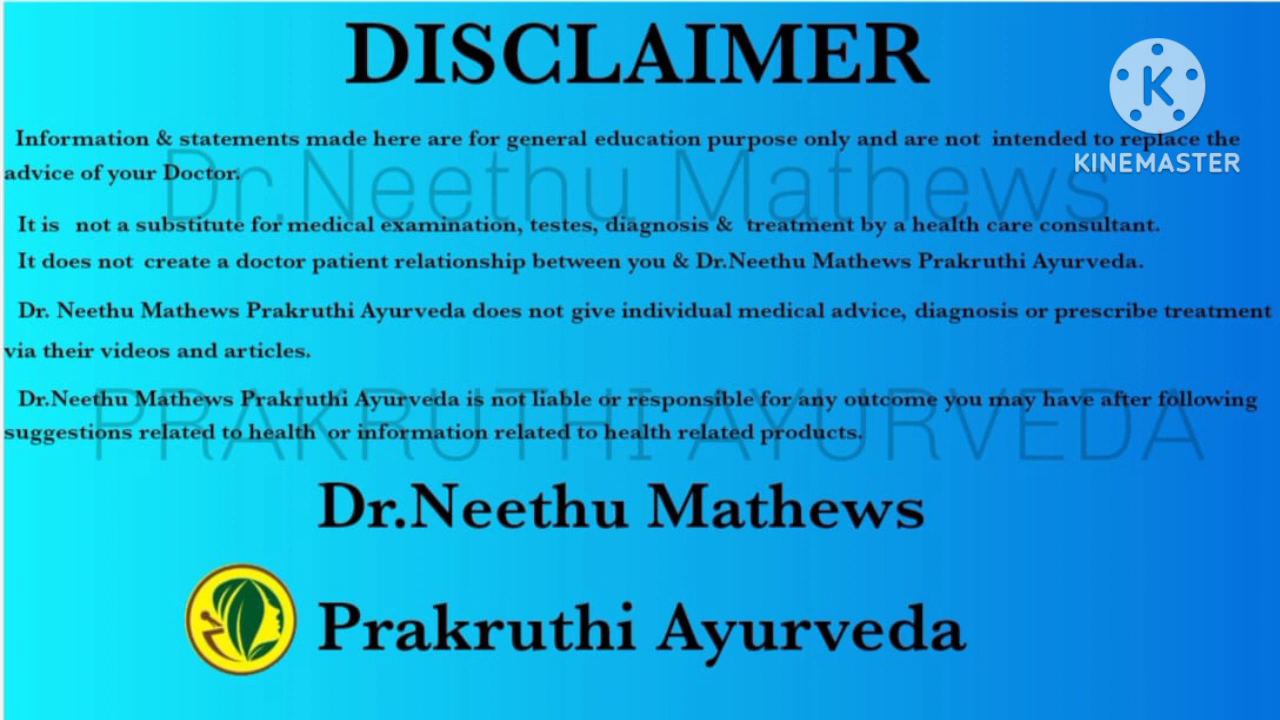 DISCLAIMER
K
KINEMASTER
Information & statements made here are for general education purpose only and are not intended to replace the
advice of your Doctor.
Dr.Neethu Mathews
It is not a substitute for medical examination, testes, diagnosis & treatment by a health care consultant.
It does not create a doctor patient relationship between you & Dr.Neethu Mathews Prakruthi Ayurveda.
Dr. Neethu Mathews Prakruthi Ayurveda does not give individual medical advice, diagnosis or prescribe treatment
via their videos and articles.
Dr.Neethu Mathews Prakruthi Ayurveda is not liable or responsible for any outcome you may have after following
suggestions related to health or information related to health related products.
PRAKRUTHI AYURVEDA
Dr.Neethu Mathews
Prakruthi Ayurveda